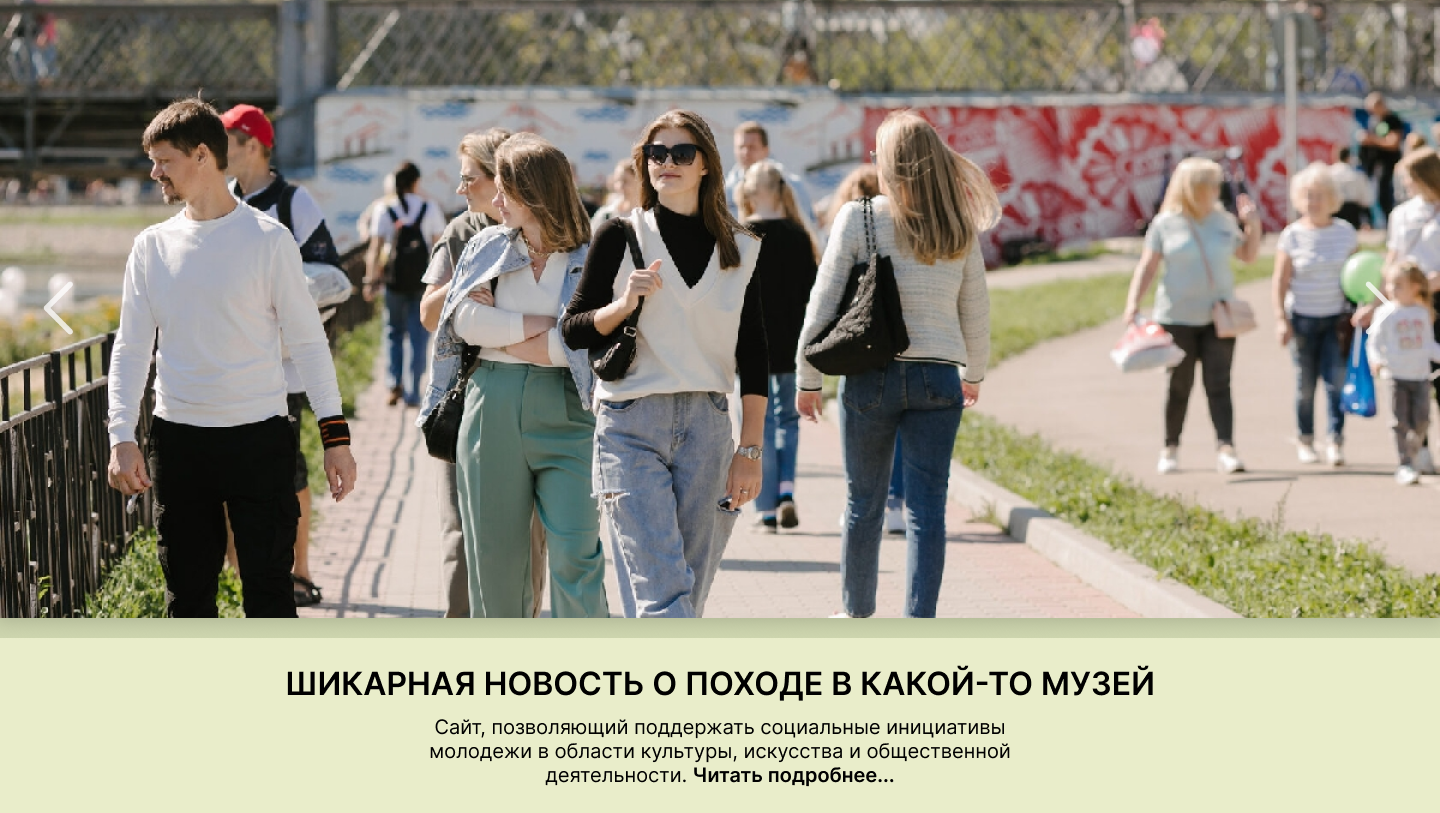 ШИКАРНАЯ НОВОСТЬ О ПОХОДЕ В КАКОЙ-ТО МУЗЕЙ
Сайт, позволяющий поддержать социальные инициативы
молодежи в области культуры, искусства и общественной
деятельности. Читать подробнее...